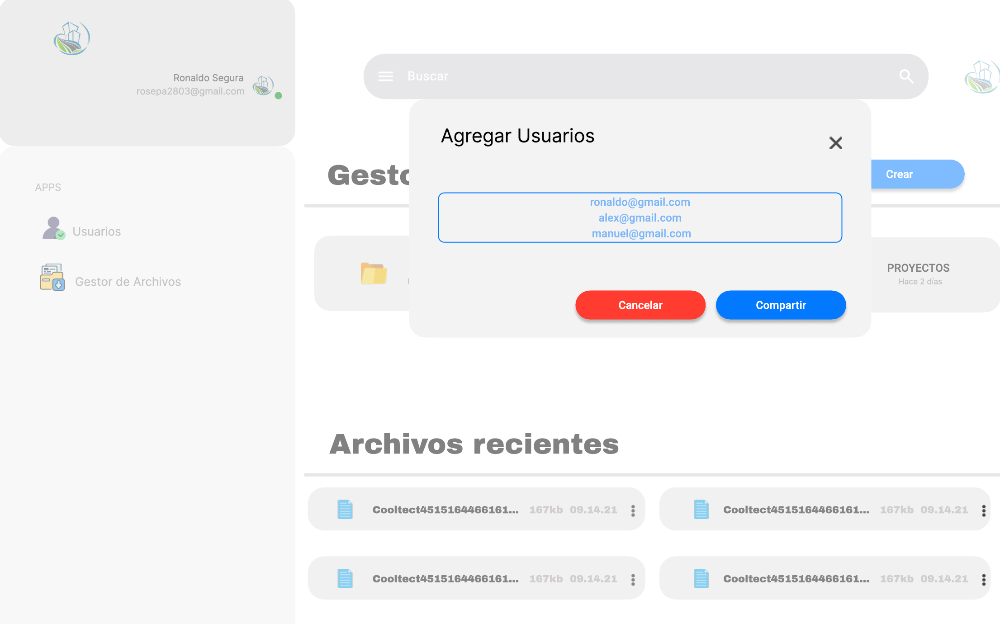 Ronaldo Segura
rosepa2803@gmail.com
APPS
Usuarios
Gestor de Archivos
Buscar
Agregar Usuarios
Gesto
Crear
ronaldo@gmail.com
alex@gmail.com
manuel@gmail.com
PROYECTOS
Hace 2 días
Cancelar
Compartir
Archivos recientes
Cooltect4515164466161... 167kb 09.14.21
Cooltect4515164466161... 167kb 09.14.21
Cooltect4515164466161... 167kb 09.14.21
Cooltect4515164466161... 167kb 09.14.21